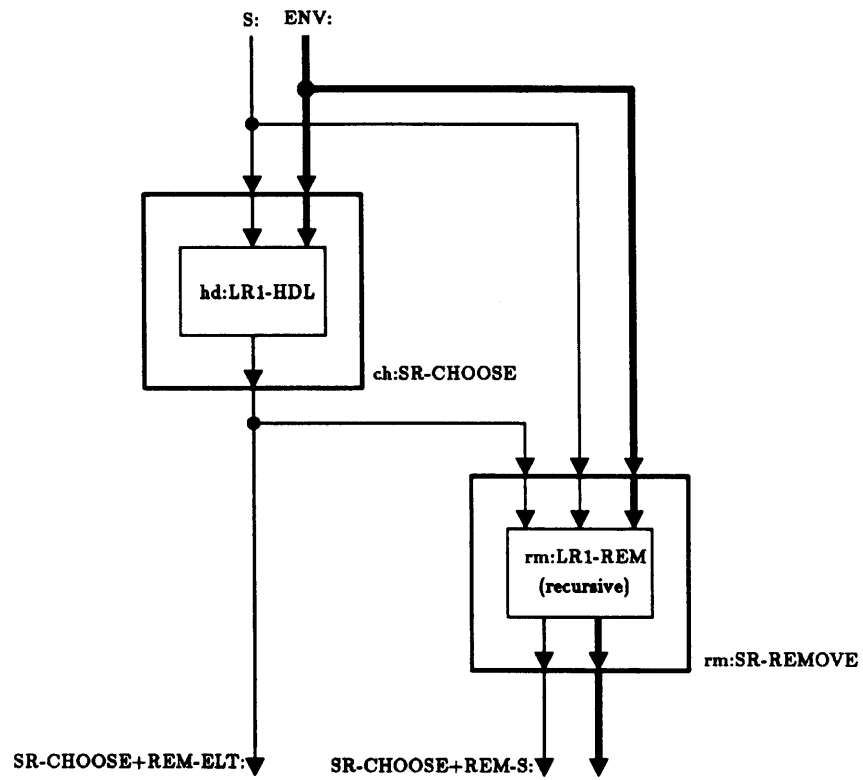 S: ENV:
hd:LR1-HDL
ch:SR-CHOOSE
rm:LR1-REM
(recursive)
rm:SR-REMOVE
SR-CHOOSE+REM-ELT: SR-CHOOSE+REM-S: